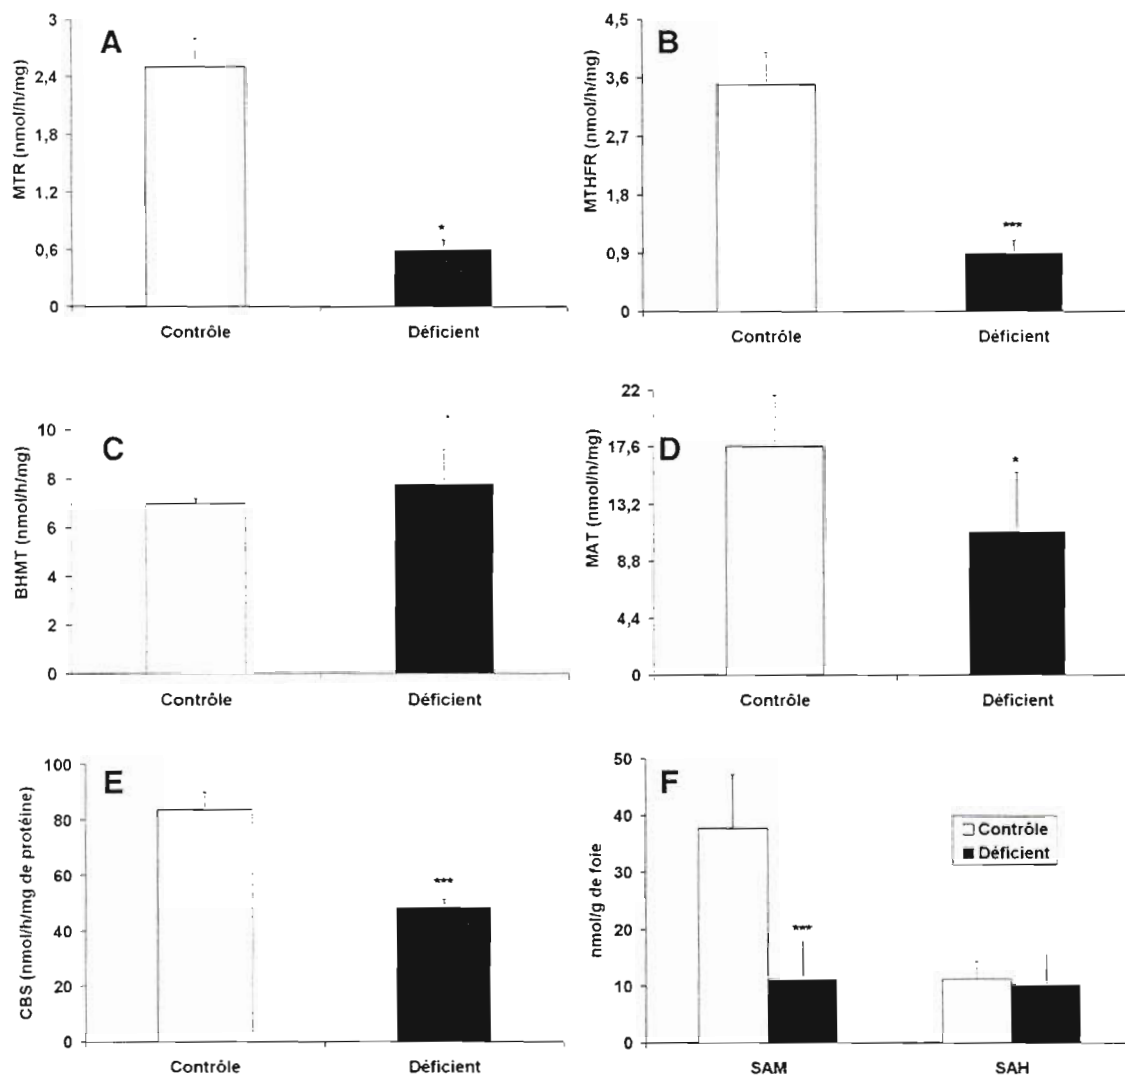 A
MTR (nmol/h/mg)
3
2,4
1,8
1,2
0,6
0
*
Contrôle Déficient
B
MTHFR (nmol/h/mg)
4,5
3,6
2,7
1,8
0,9
0
***
Contrôle Déficient
C
BHMT (nmol/h/mg)
10
8
6
4
2
0
Contrôle Déficient
D
MAT (nmol/h/mg)
22
17,6
13,2
8,8
4,4
0
*
Contrôle Déficient
E
CBS (nmol/h/mg de protéine)
100
80
60
40
20
0
***
Contrôle Déficient
F
nmol/g de foie
50
40
30
20
10
0
***
Contrôle
Déficient
SAM SAH